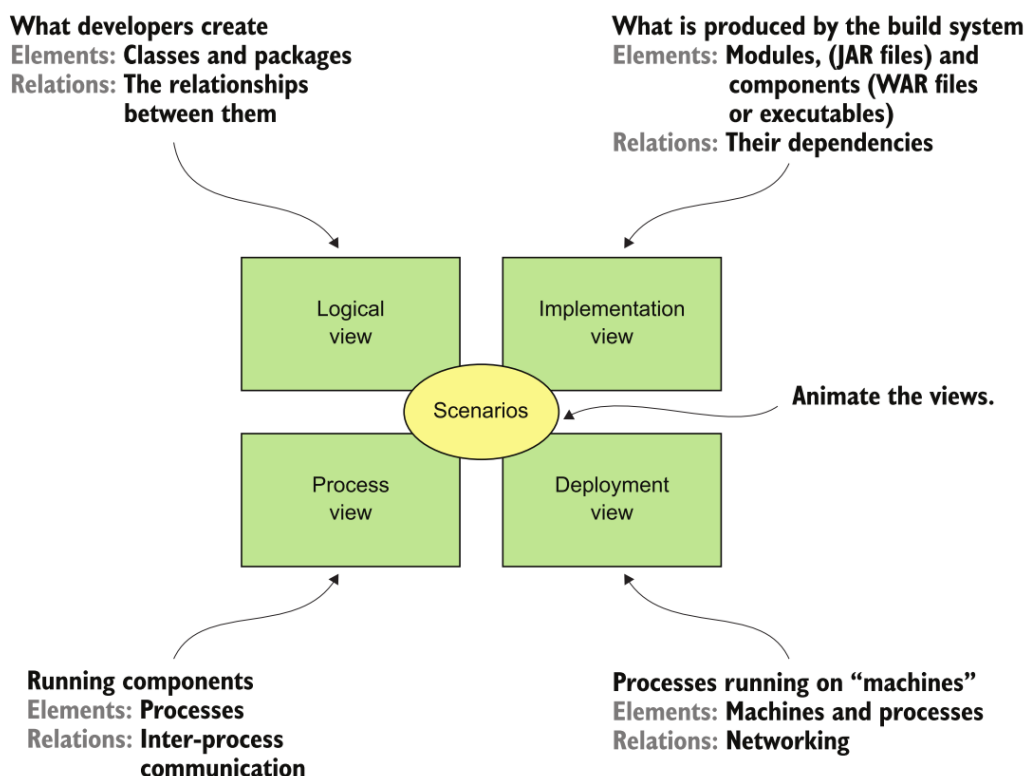 What developers create
Elements: Classes and packages
Relations: The relationships
between them
What is produced by the build system
Elements: Modules, (JAR files) and
components (WAR files
or executables)
Relations: Their dependencies
Logical
view
Implementation
view
Scenarios
Animate the views.
Process
view
Deployment
view
Running components
Elements: Processes
Relations: Inter-process
communication
Processes running on “machines”
Elements: Machines and processes
Relations: Networking